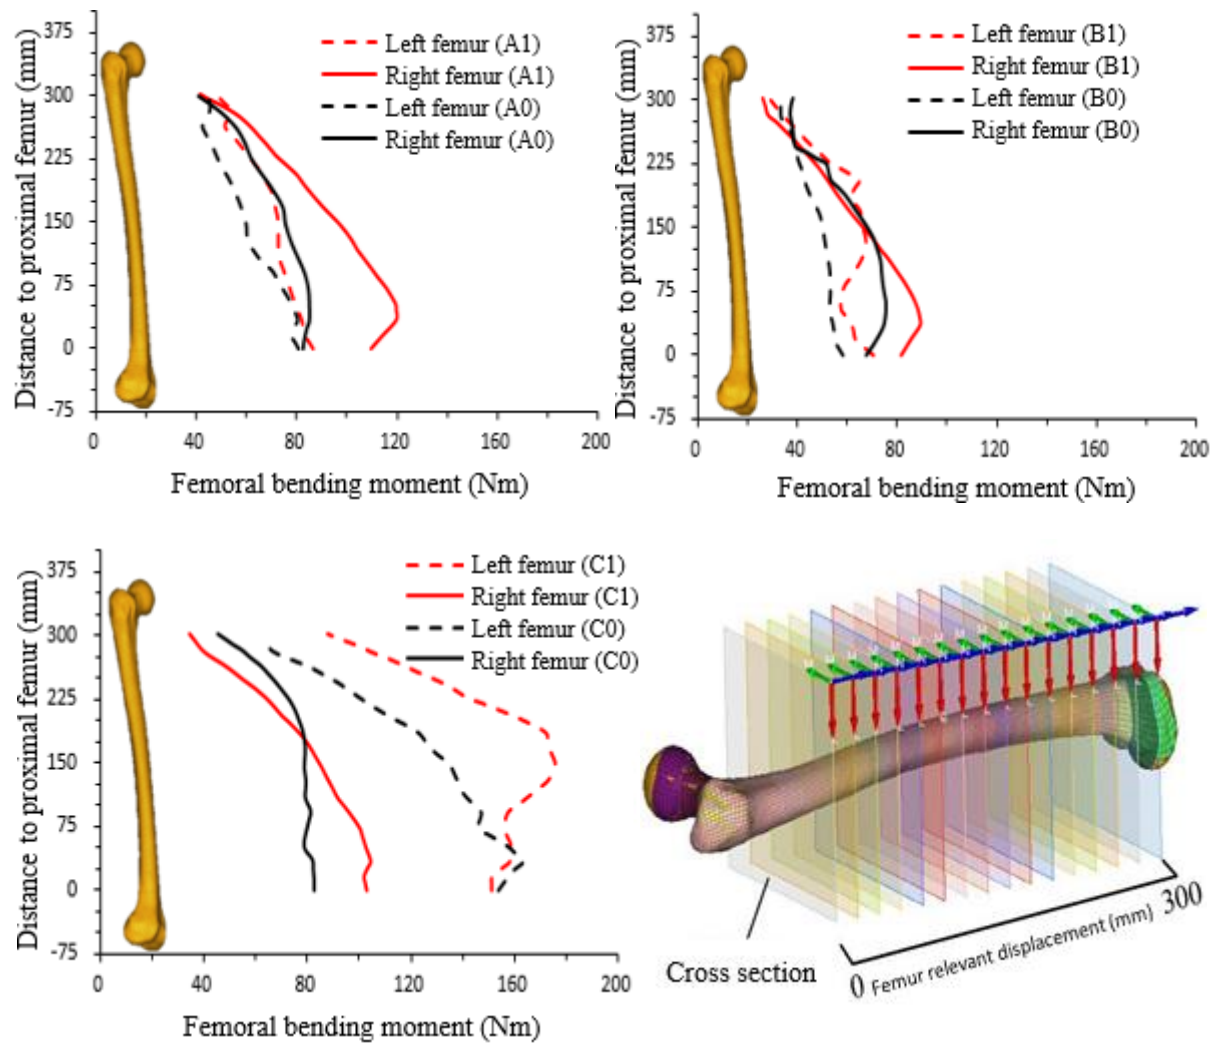 Distance to proximal femur (mm)
375
300
225
150
75
0
-75
Left femur (A1)
Right femur (A1)
Left femur (A0)
Right femur (A0)
0 40 80 120 160 200
Femoral bending moment (Nm)
Distance to proximal femur (mm)
375
300
225
150
75
0
-75
Left femur (B1)
Right femur (B1)
Left femur (B0)
Right femur (B0)
0 40 80 120 160 200
Femoral bending moment (Nm)
Distance to proximal femur (mm)
375
300
225
150
75
0
-75
Left femur (C1)
Right femur (C1)
Left femur (C0)
Right femur (C0)
0 40 80 120 160 200
Femoral bending moment (Nm)
Cross section
0 Femur relevant displacement (mm) 300